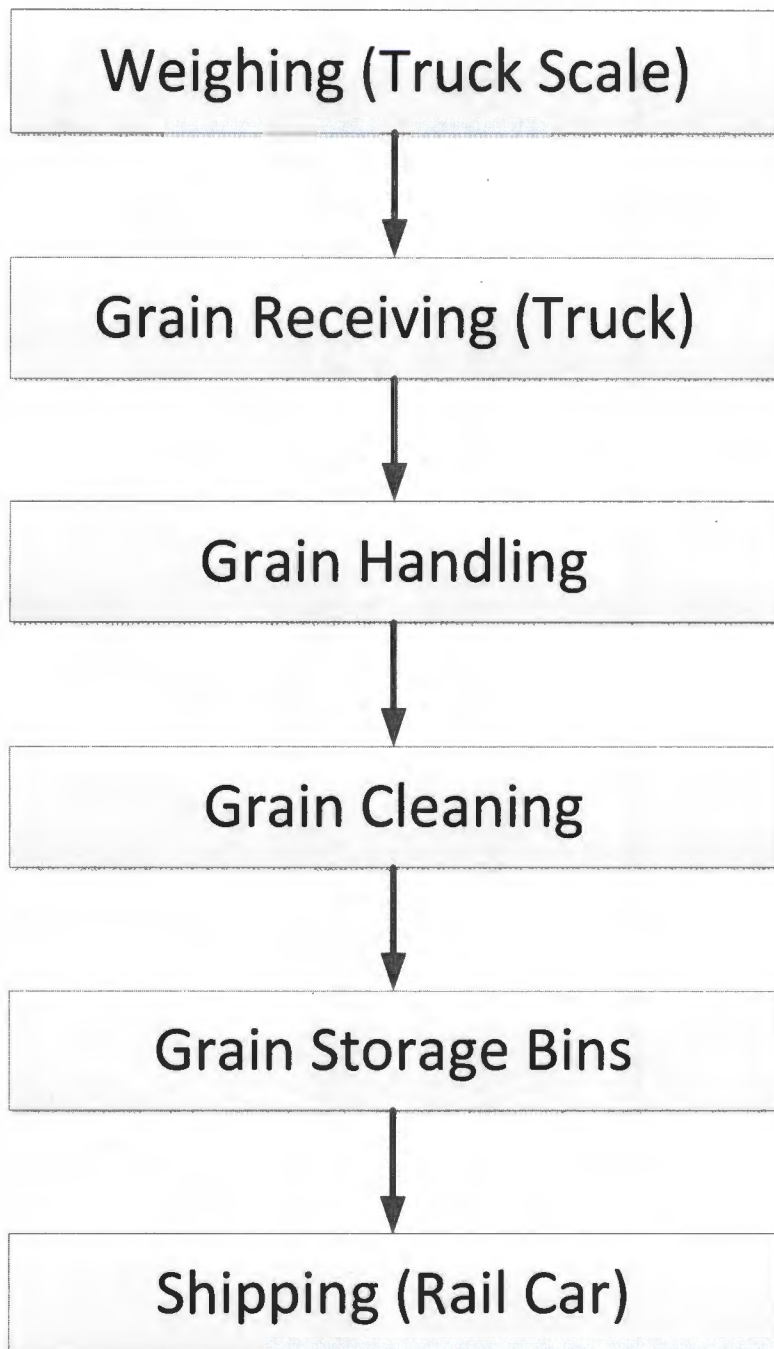 Weighing (Truck Scale)
Grain Receiving (Truck)
Grain Handling
Grain Cleaning
Grain Storage Bins
Shipping (Rail Car)